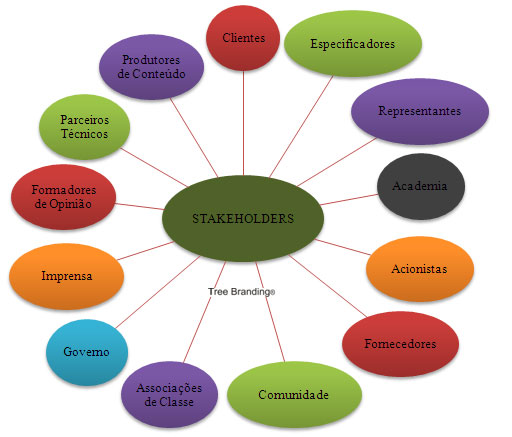 Clientes
Especificadores
Produtores
de Conteúdo
Representantes
Parceiros
Técnicos
Academia
Formadores
de Opinião
STAKEHOLDERS
Imprensa
Acionistas
Tree Branding®
Governo
Fornecedores
Associações
de Classe
Comunidade